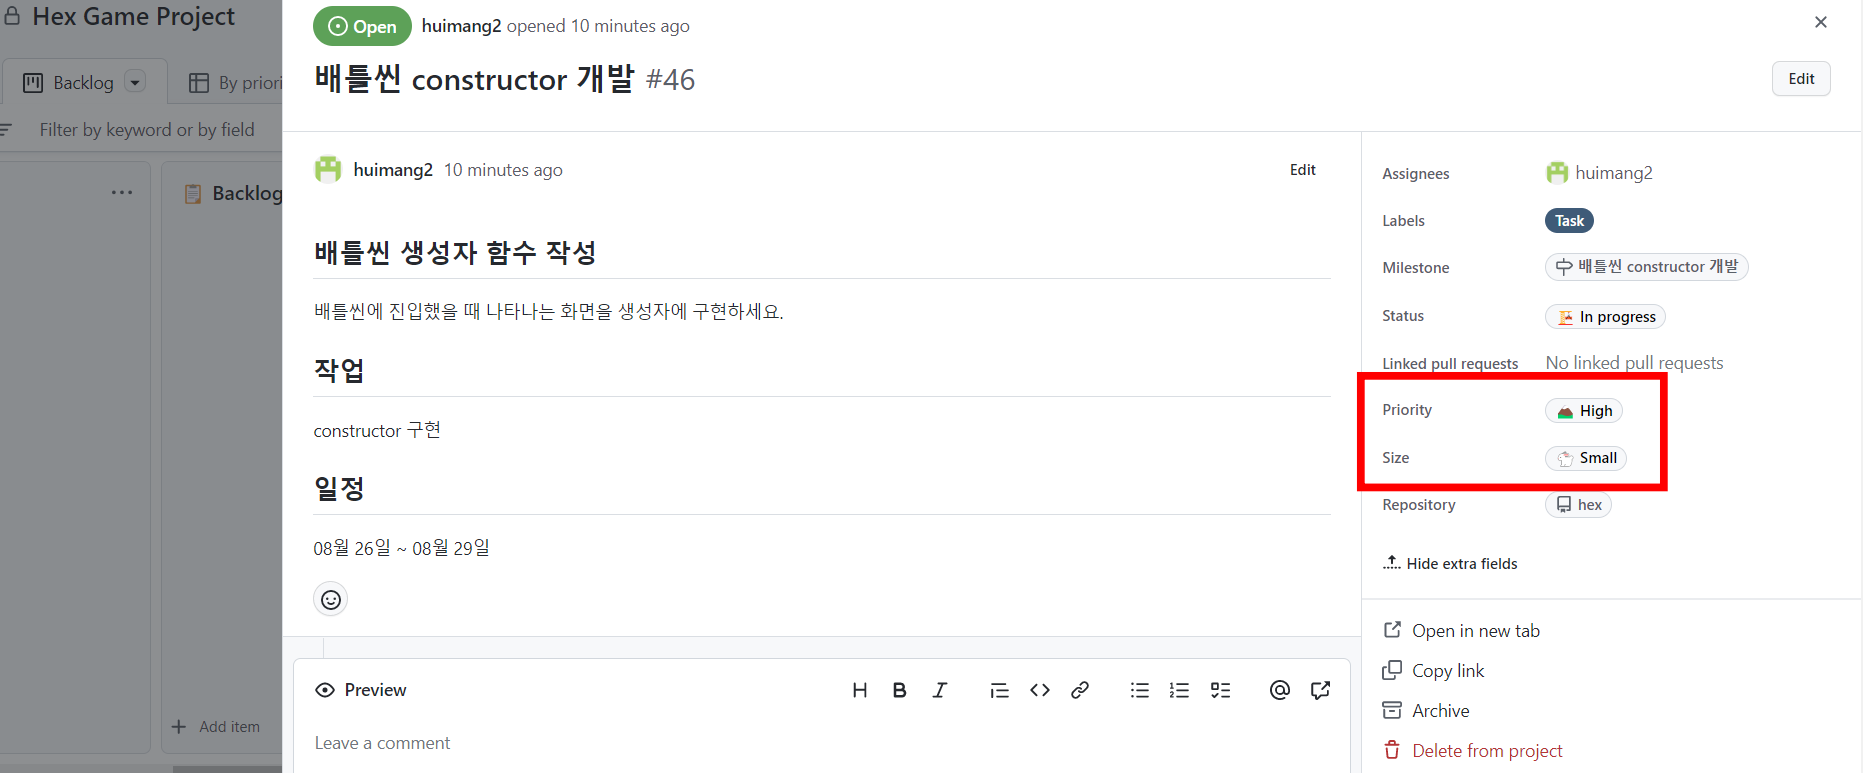 Hex Game Project
Backlog
By priori
Filter by keyword or by field
Backlog
Add item
Open
huimang2 opened 10 minutes ago
배틀씬 constructor 개발 #46
Edit
huimang2 10 minutes ago
Edit
배틀씬 생성자 함수 작성
배틀씬에 진입했을 때 나타나는 화면을 생성자에 구현하세요.
작업
constructor 구현
일정
08월 26일 ~ 08월 29일
Preview
Leave a comment
Assignees huimang2
Labels Task
Milestone 배틀씬 constructor 개발
Status In progress
Linked pull requests No linked pull requests
Priority High
Size Small
Repository hex
Hide extra fields
Open in new tab
Copy link
Archive
Delete from project